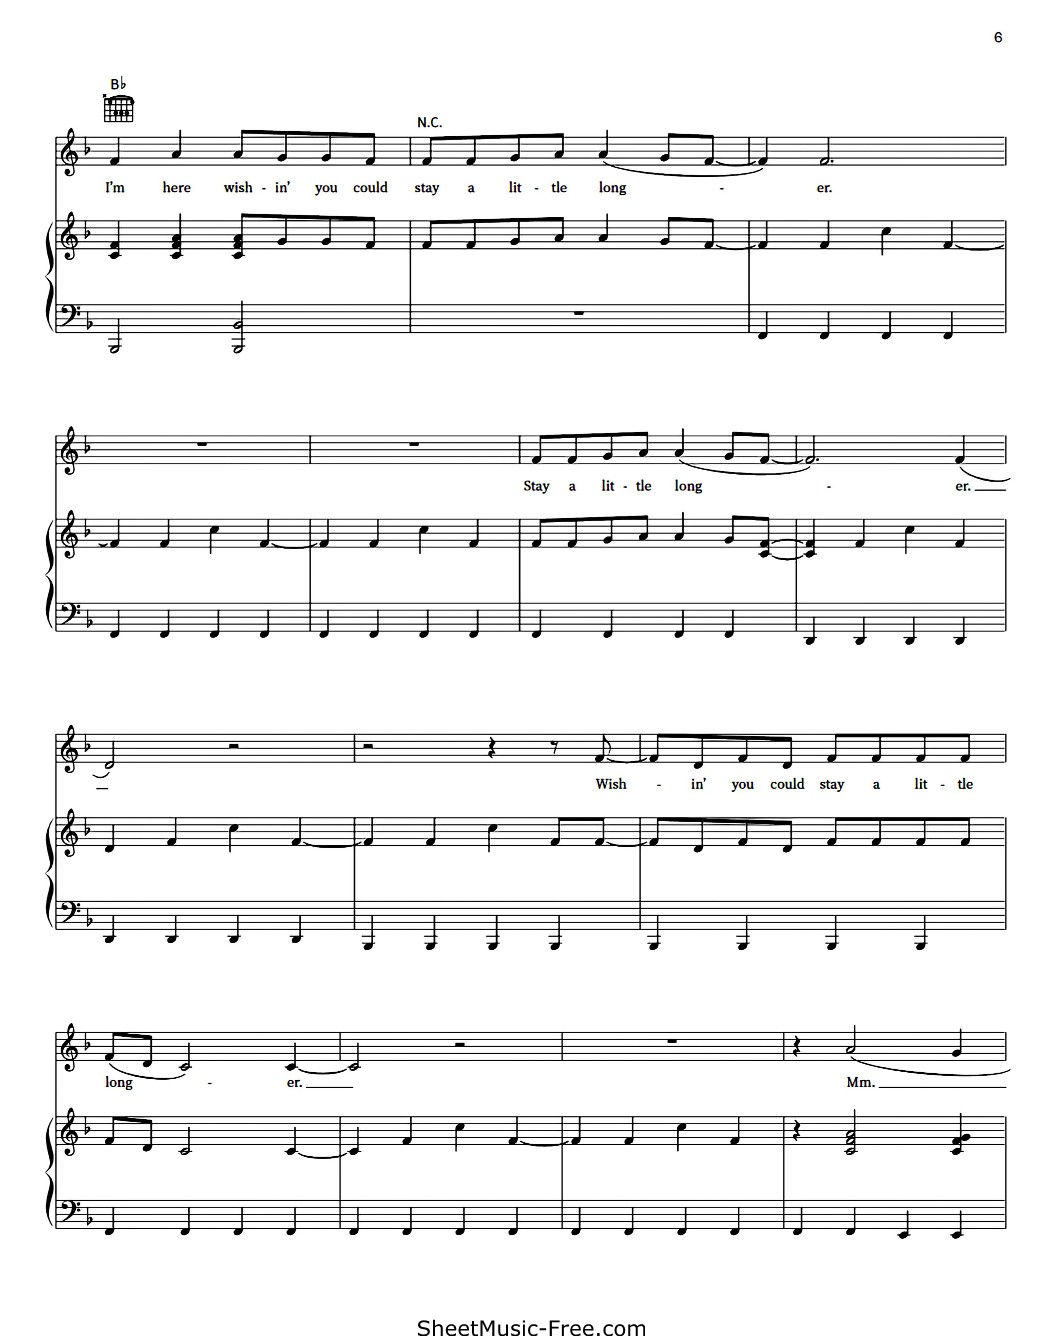 6
B♭
N.C.
I'm here wish - in' you could stay a lit - tle long - er.
Stay a lit - tle long - er.
Wish - in' you could stay a lit - tle
long - er. Mm.
SheetMusic-Free.com